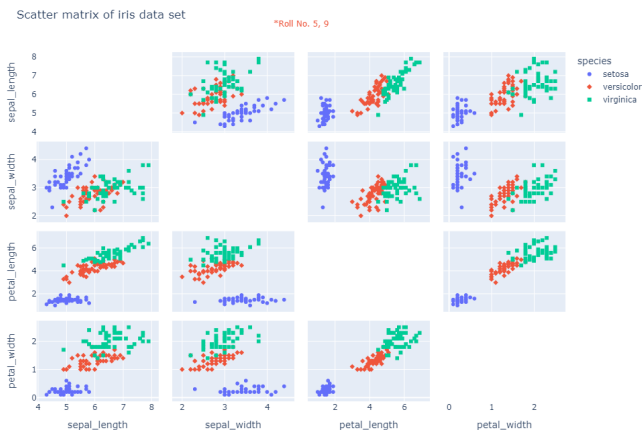 Scatter matrix of iris data set
*Roll No. 5, 9
sepal_length
8
7
6
5
4
species
setosa
versicolor
virginica
sepal_width
4
3
2
petal_length
6
4
2
petal_width
2
1
0
4 5 6 7 8 2 3 4 2 4 6 0 1 2
sepal_length sepal_width petal_length petal_width